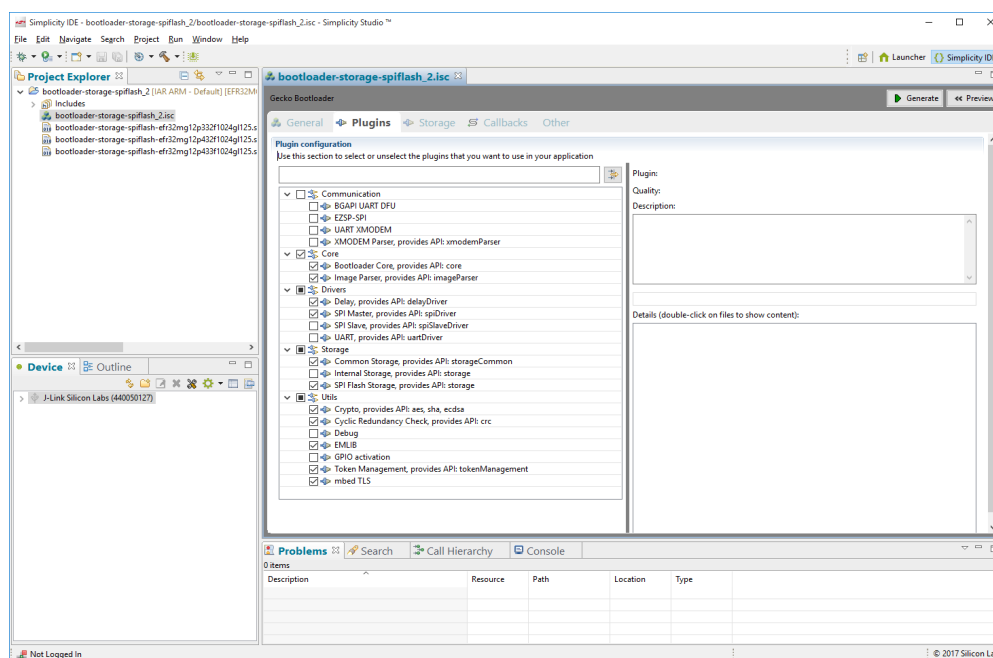 Simplicity IDE - bootloader-storage-spiflash_2/bootloader-storage-spiflash_2.isc - Simplicity Studio ™
File Edit Navigate Search Project Run Window Help
Launcher {} Simplicity IDE
Project Explorer
bootloader-storage-spiflash_2 [IAR ARM - Default] [EFR32M
Includes
bootloader-storage-spiflash_2.isc
bootloader-storage-spiflash-efr32mg12p332f1024gl125.s
bootloader-storage-spiflash-efr32mg12p432f1024gl125.s
bootloader-storage-spiflash-efr32mg12p433f1024gl125.s
Device Outline
J-Link Silicon Labs (440050127)
bootloader-storage-spiflash_2.isc
Gecko Bootloader
Generate Preview
General Plugins Storage Callbacks Other
Plugin configuration
Use this section to select or unselect the plugins that you want to use in your application
Communication
BGAPI UART DFU
EZSP-SPI
UART XMODEM
XMODEM Parser, provides API: xmodemParser
Core
Bootloader Core, provides API: core
Image Parser, provides API: imageParser
Drivers
Delay, provides API: delayDriver
SPI Master, provides API: spiDriver
SPI Slave, provides API: spiSlaveDriver
UART, provides API: uartDriver
Storage
Common Storage, provides API: storageCommon
Internal Storage, provides API: storage
SPI Flash Storage, provides API: storage
Utils
Crypto, provides API: aes, sha, ecdsa
Cyclic Redundancy Check, provides API: crc
Debug
EMLIB
GPIO activation
Token Management, provides API: tokenManagement
mbed TLS
Plugin:
Quality:
Description:
Details (double-click on files to show content):
Problems Search Call Hierarchy Console
0 items
Description Resource Path Location Type
Not Logged In
© 2017 Silicon La